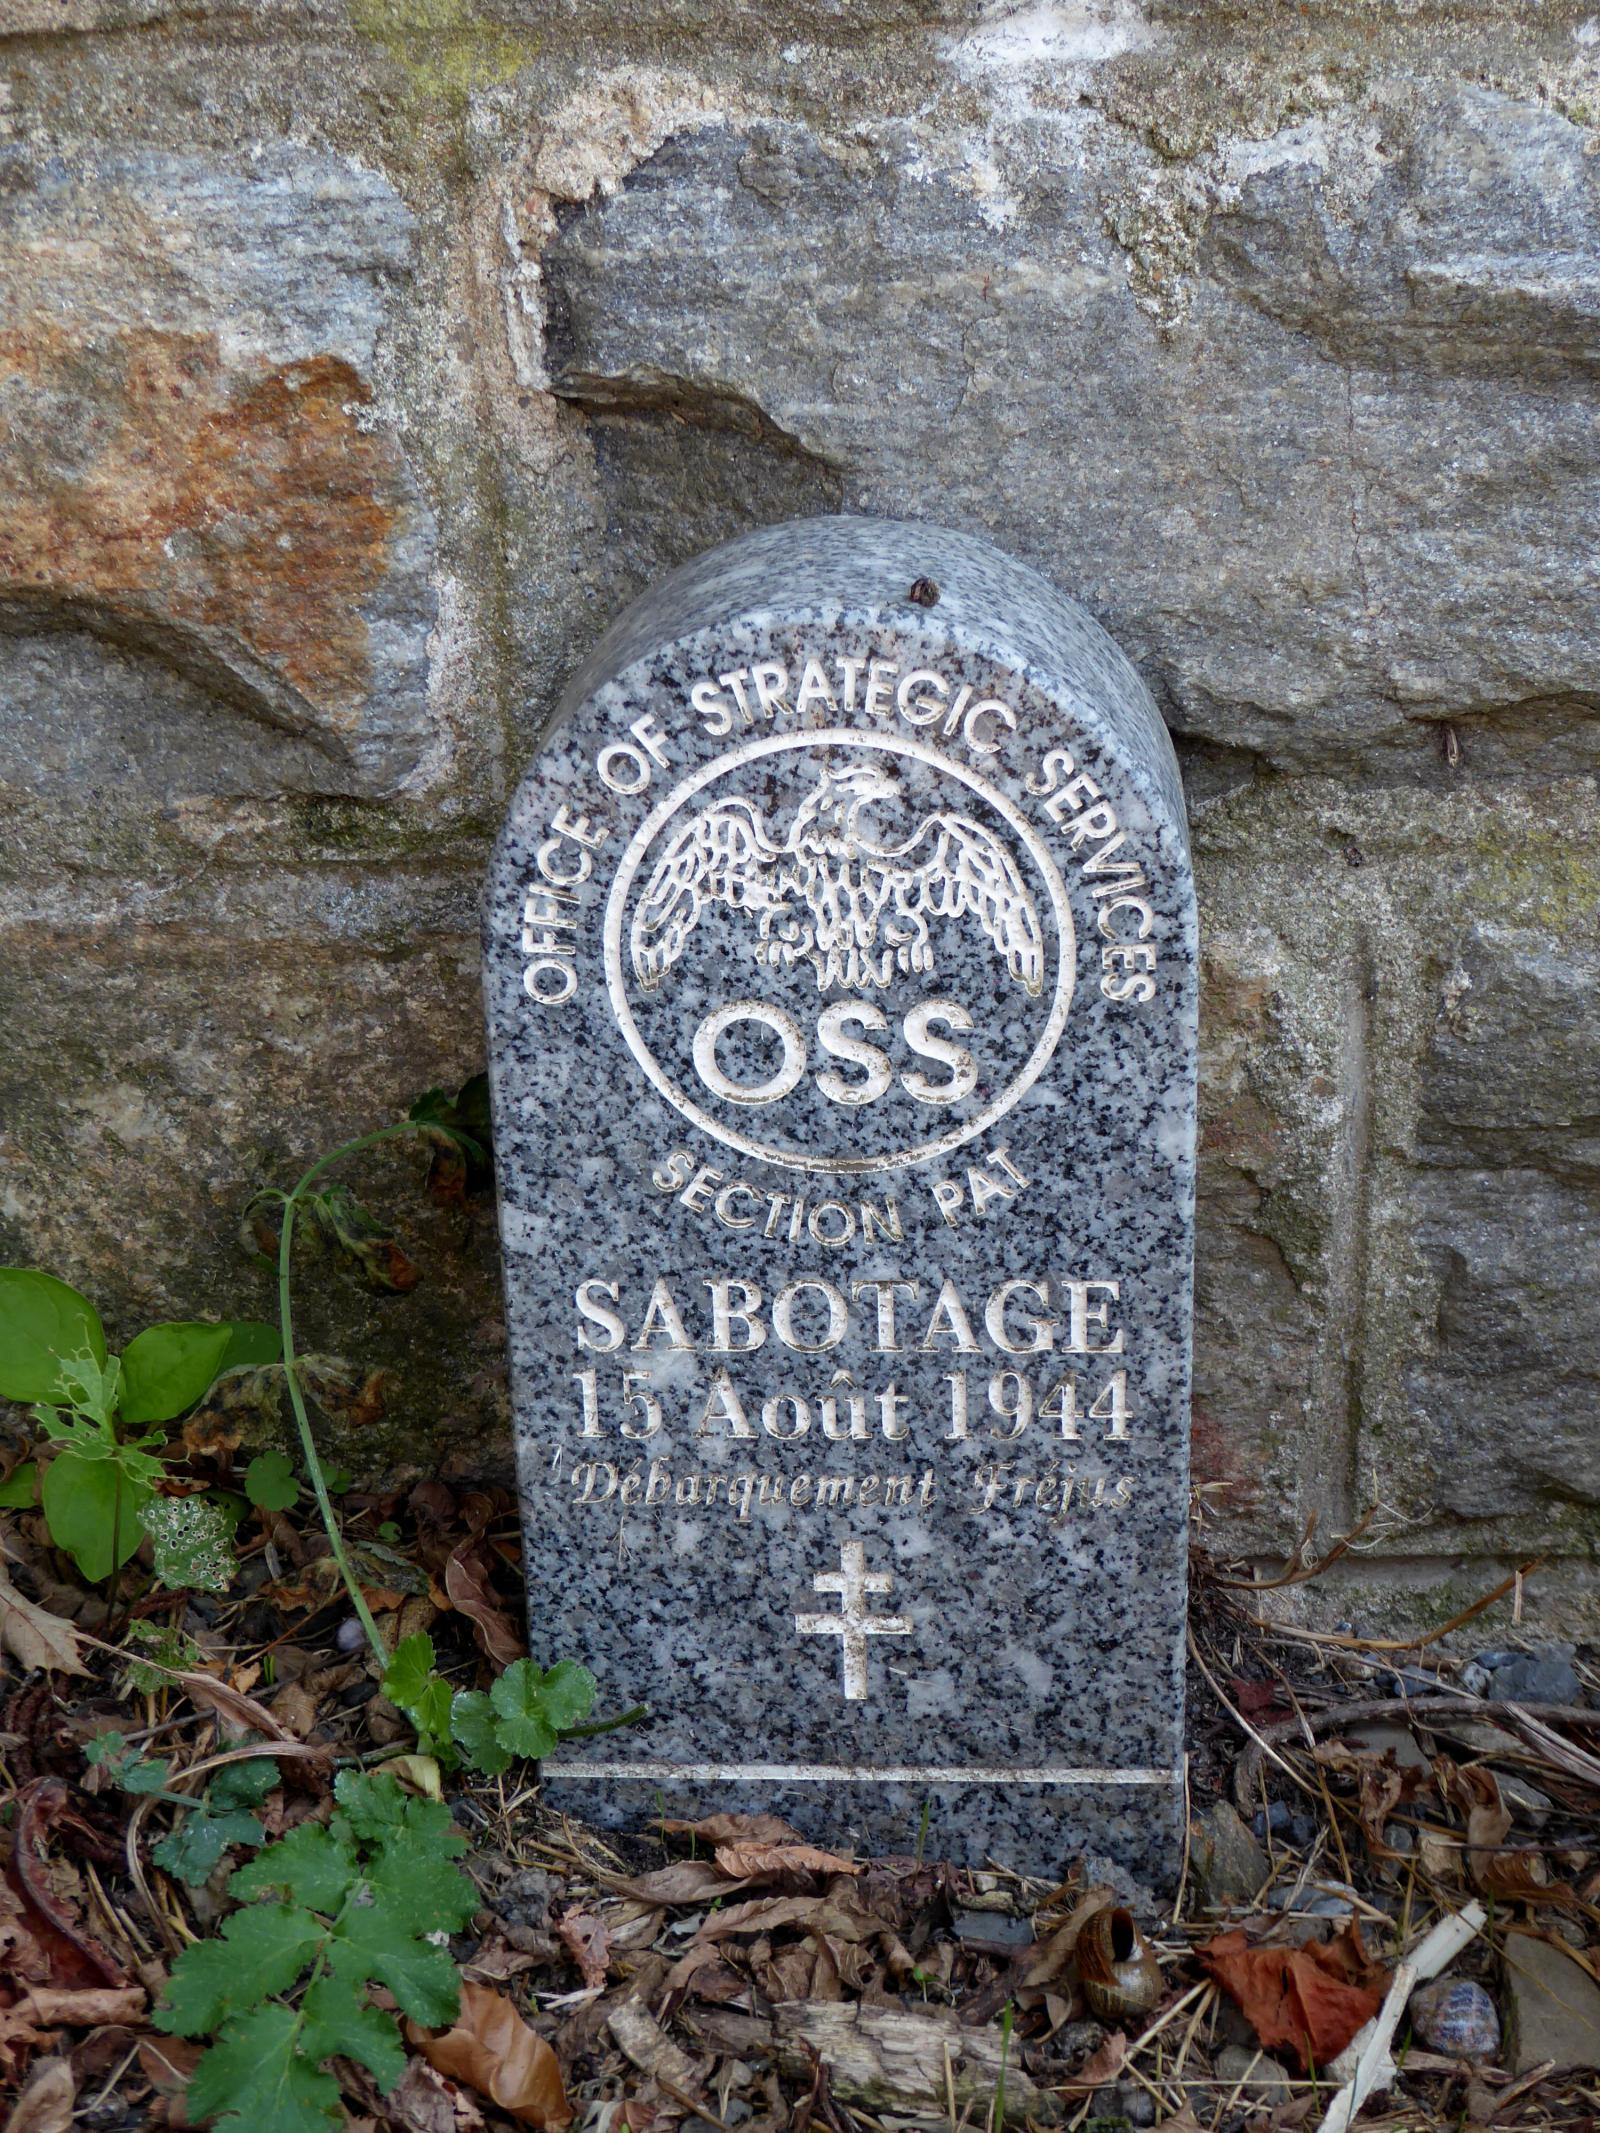 OFFICE OF STRATEGIC SERVICES
OSS
SECTION PAT
SABOTAGE
15 Août 1944
Débarquement Fréjus